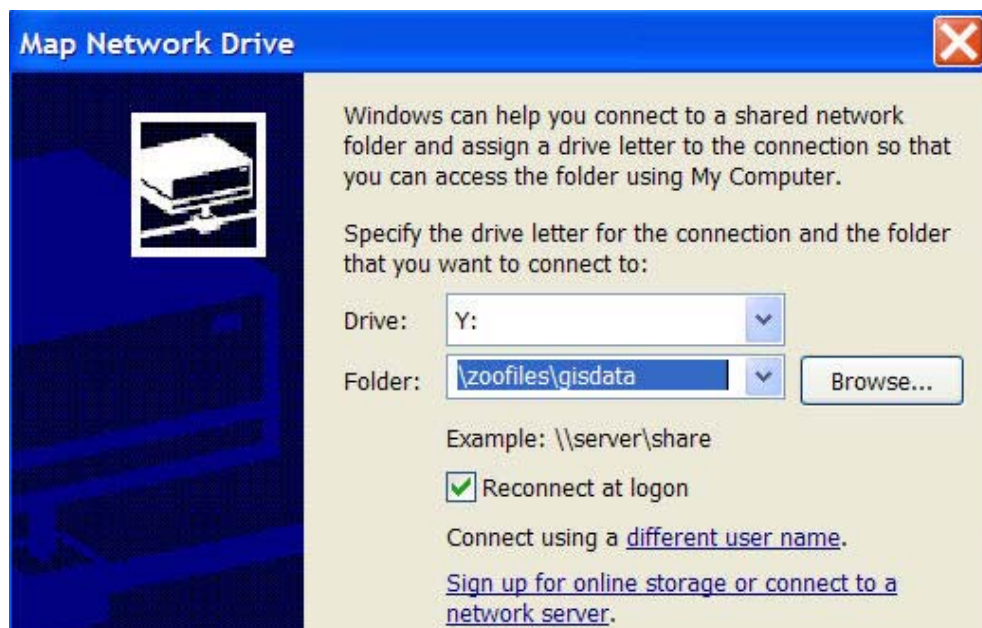 Map Network Drive
Windows can help you connect to a shared network
folder and assign a drive letter to the connection so that
you can access the folder using My Computer.
Specify the drive letter for the connection and the folder
that you want to connect to:
Drive: Y:
Folder: \zoofiles\gisdata Browse...
Example: \\server\share
Reconnect at logon
Connect using a different user name.
Sign up for online storage or connect to a
network server.